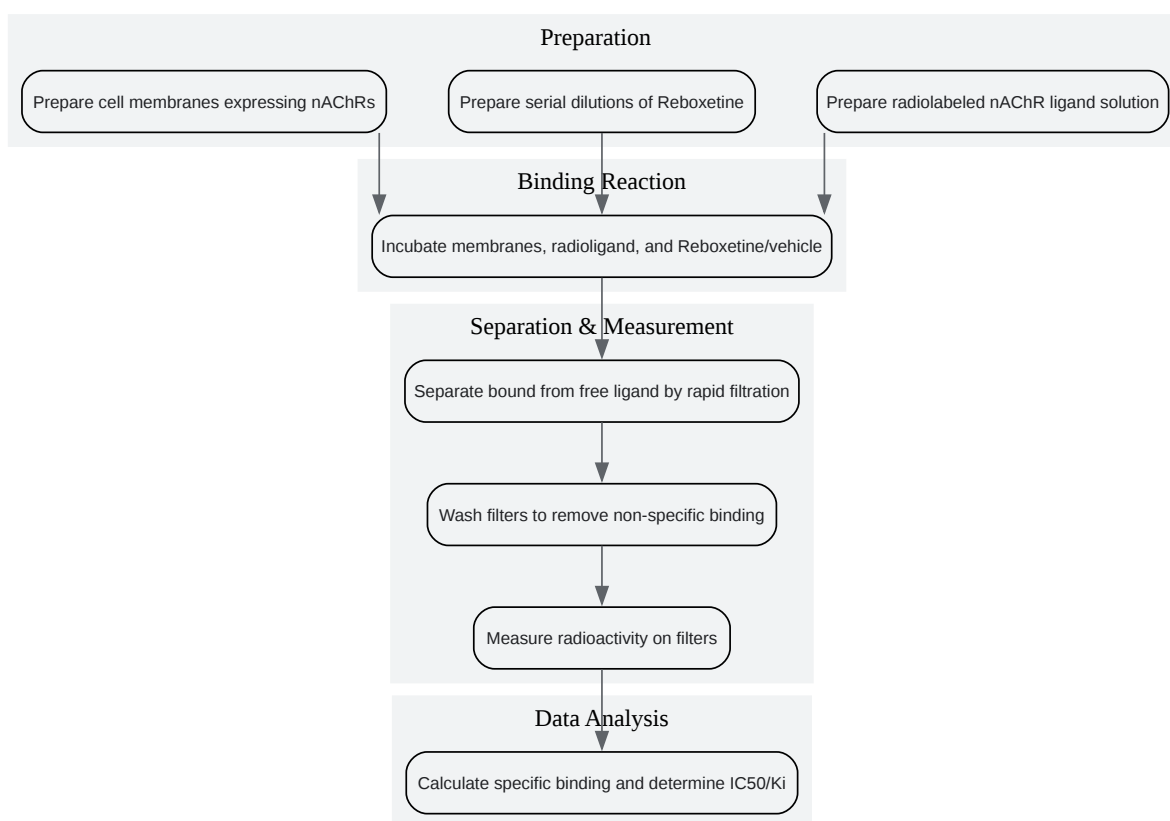 Preparation
Prepare cell membranes expressing nAChRs
Prepare serial dilutions of Reboxetine
Prepare radiolabeled nAChR ligand solution
Binding Reaction
Incubate membranes, radioligand, and Reboxetine/vehicle
Separation & Measurement
Separate bound from free ligand by rapid filtration
Wash filters to remove non-specific binding
Measure radioactivity on filters
Data Analysis
Calculate specific binding and determine IC50/Ki